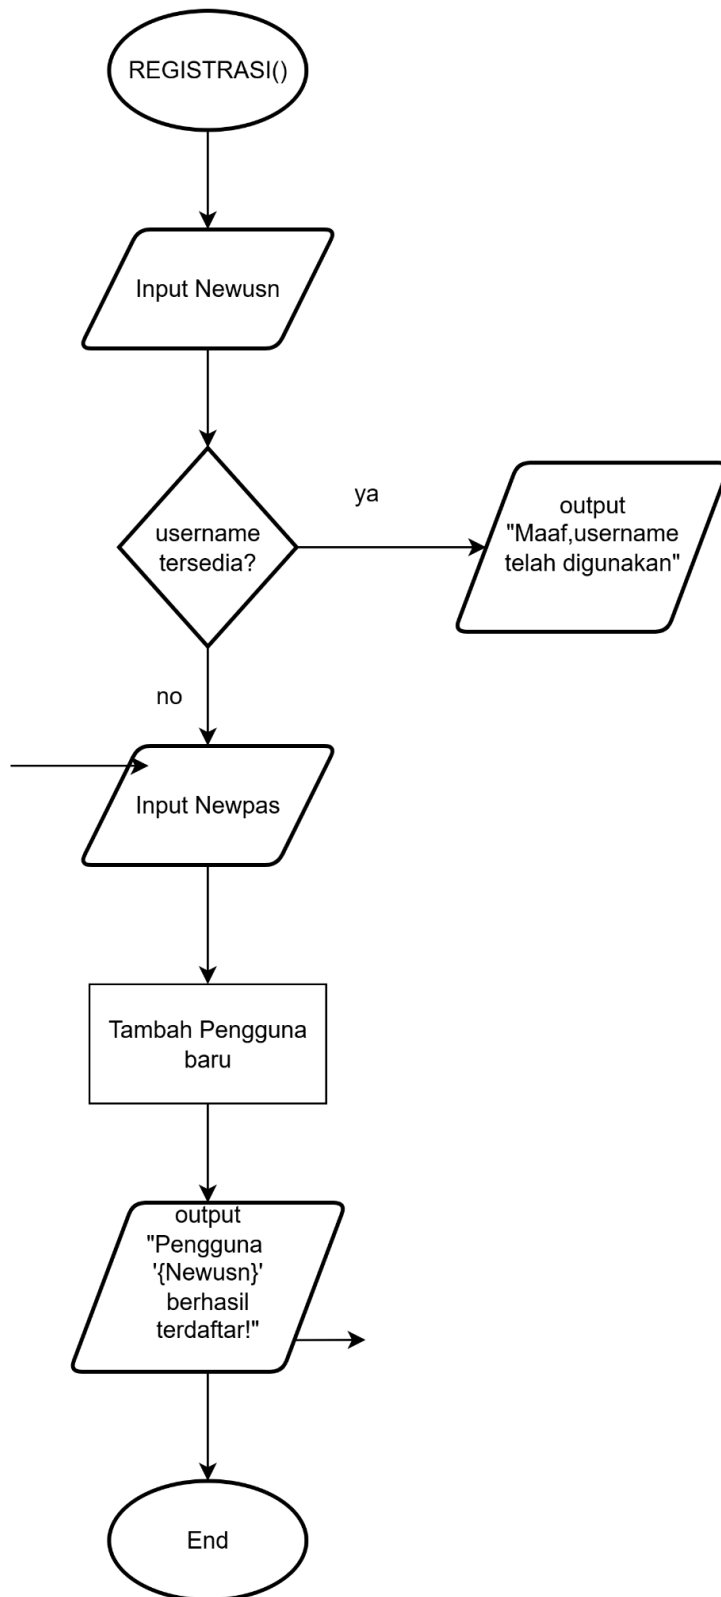 REGISTRASI()
Input Newusn
username
tersedia?
ya
output
"Maaf,username
telah digunakan"
no
Input Newpas
Tambah Pengguna
baru
output
"Pengguna
'{Newusn}'
berhasil
terdaftar!"
End